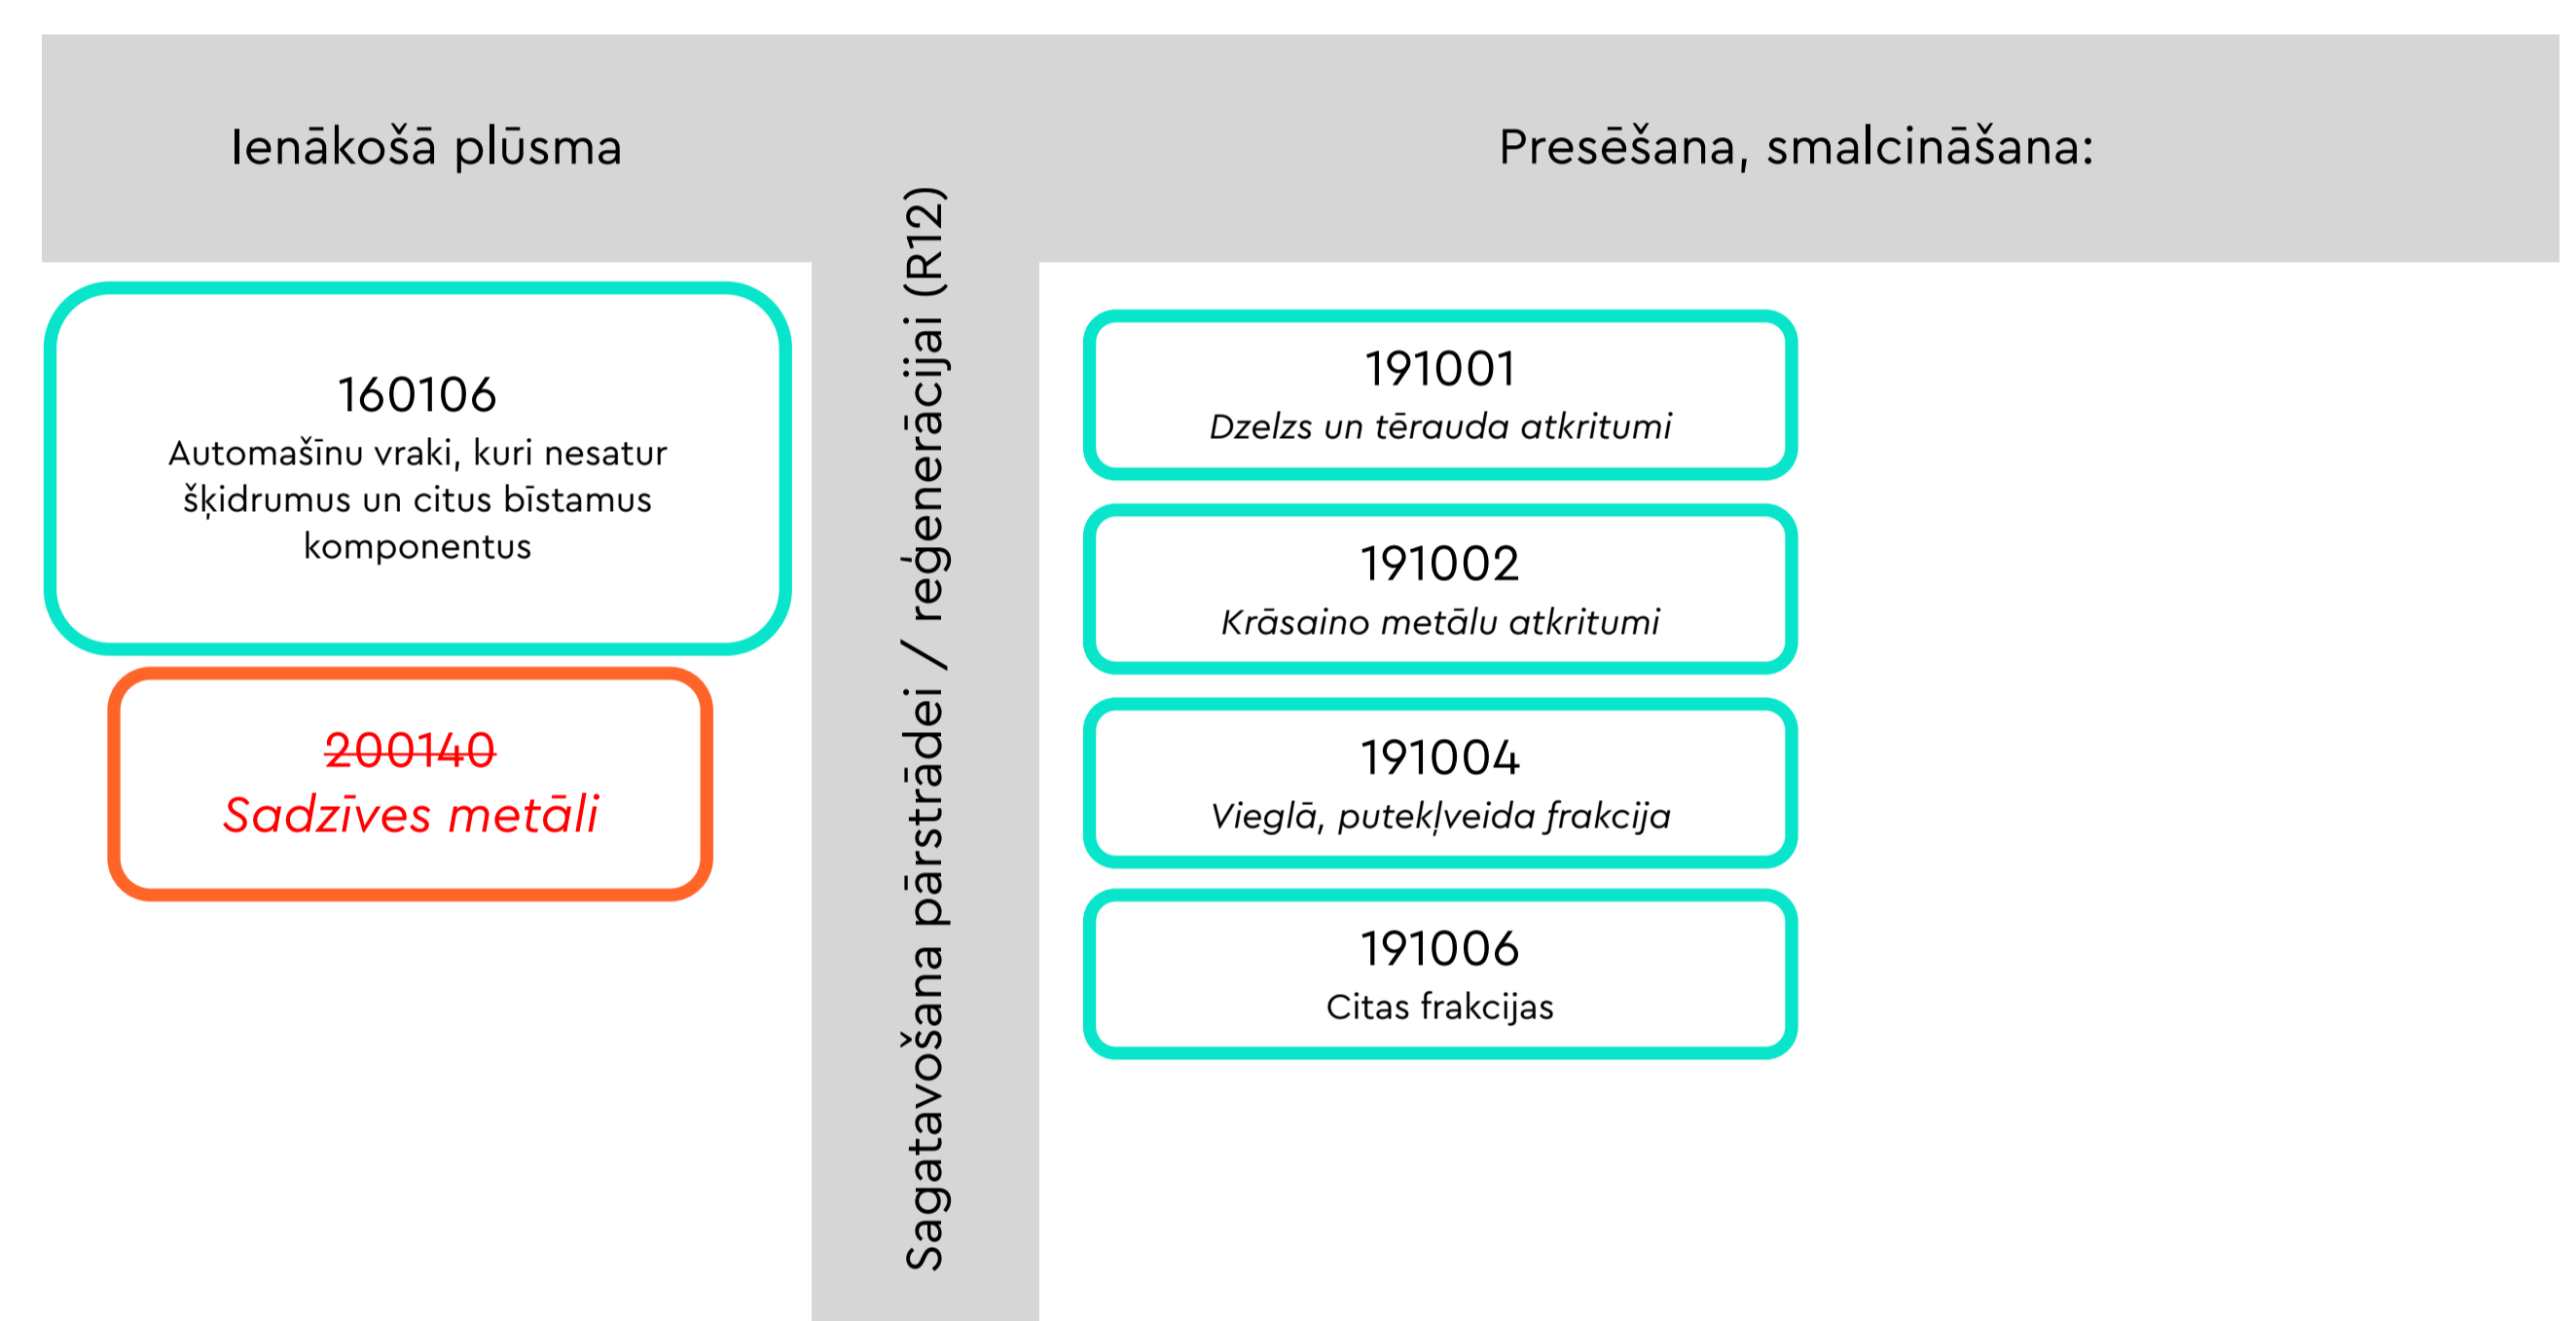 Ienākošā plūsma
160106
Automašīnu vraki, kuri nesatur
šķidrumus un citus bīstamus
komponentus
200140
Sadzīves metāli
Sagatavošana pārstrādei / reģenerācijai (R12)
Presēšana, smalcināšana:
191001
Dzelzs un tērauda atkritumi
191002
Krāsaino metālu atkritumi
191004
Vieglā, putekļveida frakcija
191006
Citas frakcijas